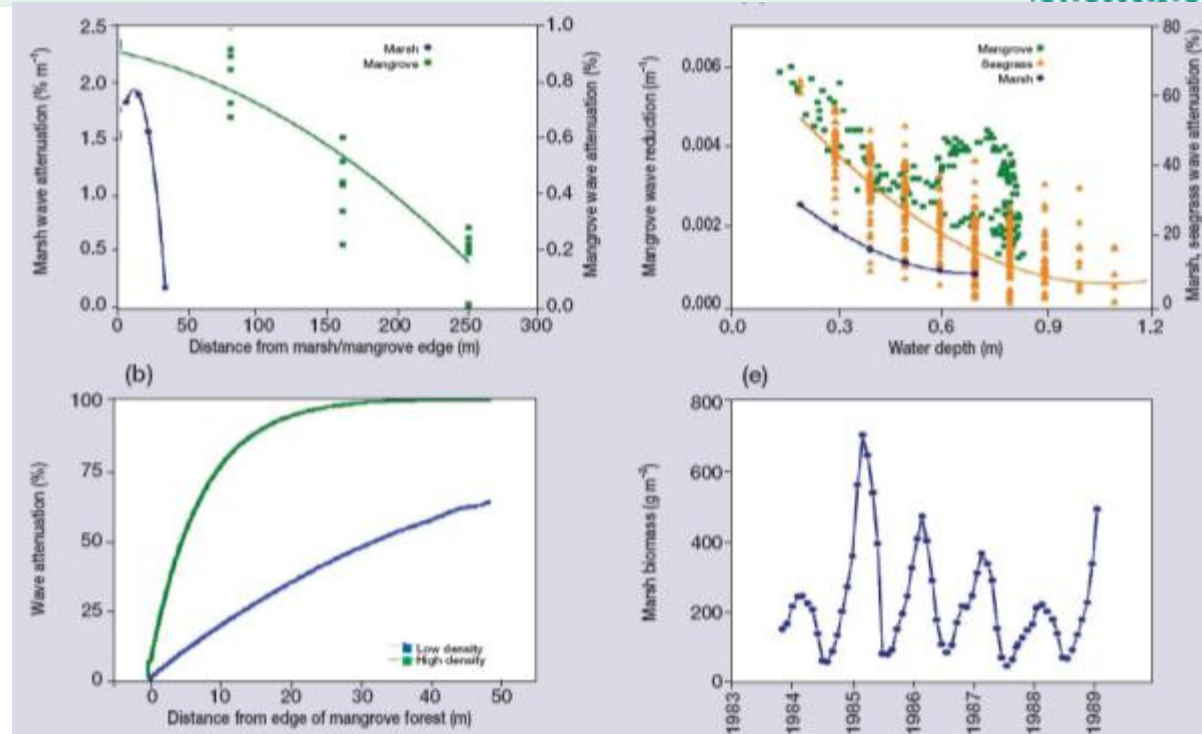 2.5
2.0
1.5
1.0
0.5
0.0
Marsh wave attenuation (% m⁻¹)
1.0
0.8
0.6
0.4
0.2
0.0
Mangrove wave attenuation (%)
Marsh
Mangrove
0 50 100 150 200 250 300
Distance from marsh/mangrove edge (m)
0.006
0.004
0.002
0.000
Mangrove wave reduction (m⁻¹)
80
60
40
20
0
Marsh, seagrass wave attenuation (%)
Mangrove
Seagrass
Marsh
0.0 0.3 0.6 0.9 1.2
Water depth (m)
(b)
100
75
50
25
0
Wave attenuation (%)
Low density
High density
0 10 20 30 40 50
Distance from edge of mangrove forest (m)
(e)
800
600
400
200
0
Marsh biomass (g m⁻²)
1983 1984 1985 1986 1987 1988 1989